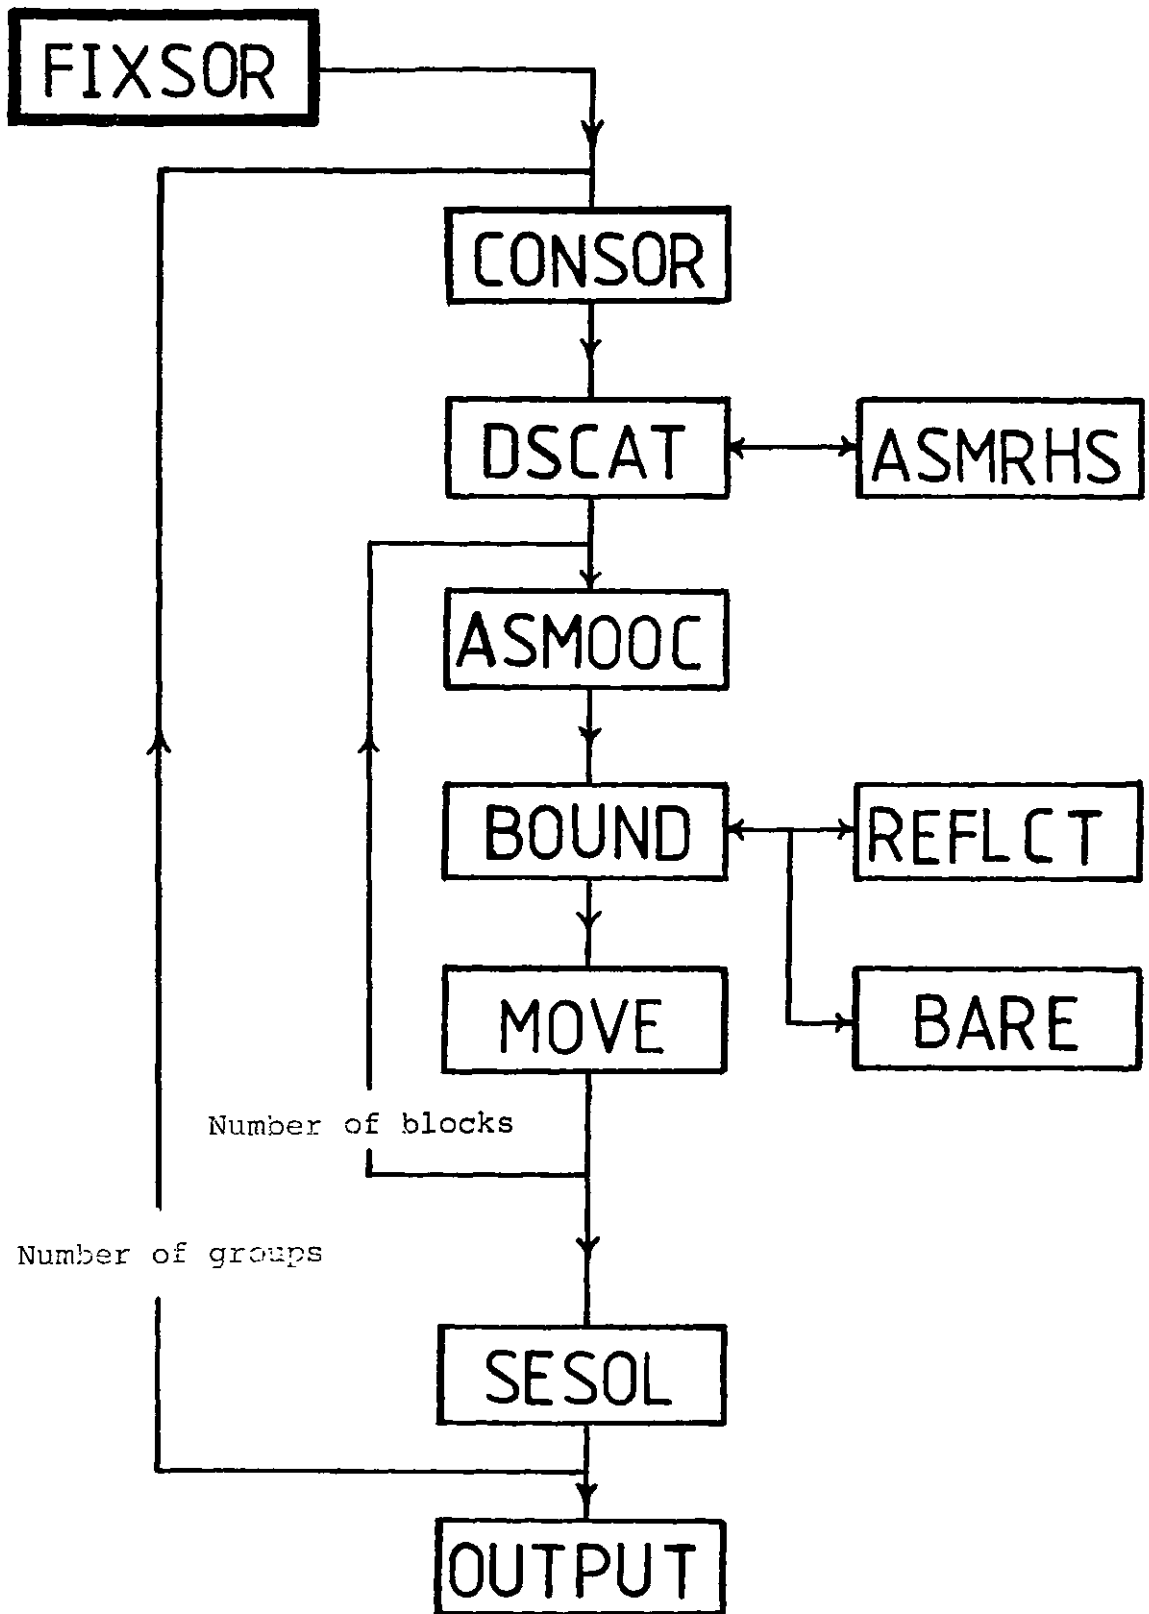 FIXSOR
CONSOR
DSCAT
ASMRHS
ASMOOC
BOUND
REFLCT
MOVE
BARE
Number of blocks
Number of groups
SESOL
OUTPUT